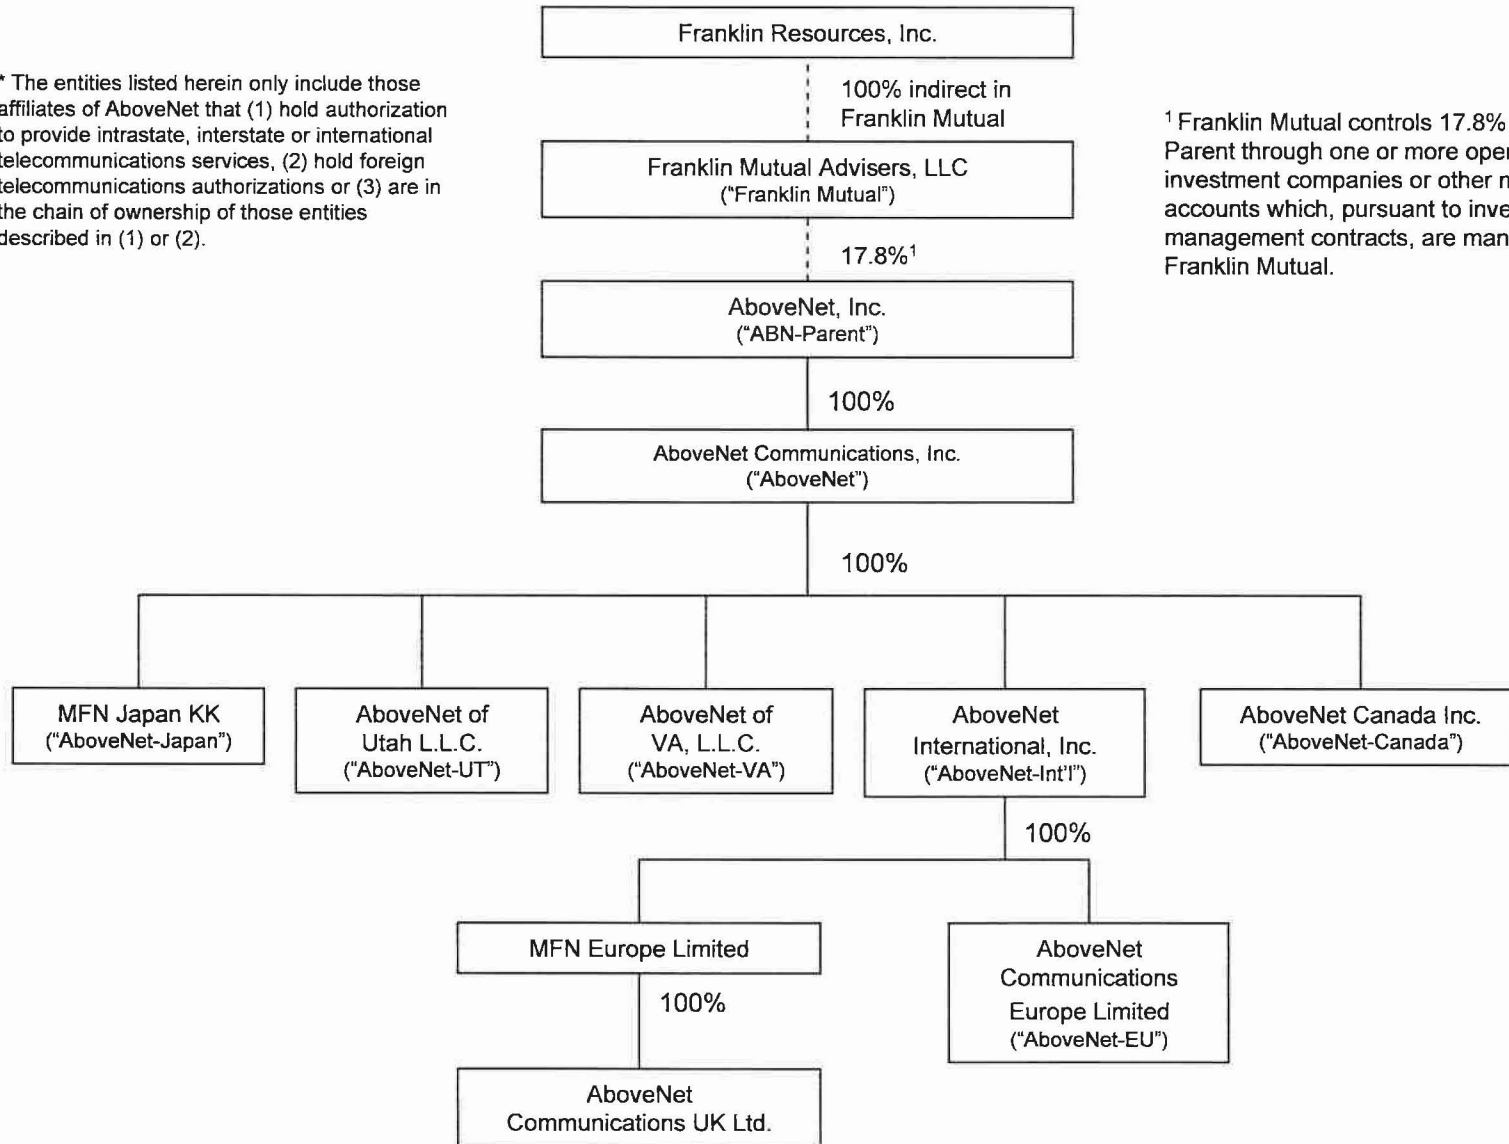 Franklin Resources, Inc.
* The entities listed herein only include those
affiliates of AboveNet that (1) hold authorization
to provide intrastate, interstate or international
telecommunications services, (2) hold foreign
telecommunications authorizations or (3) are in
the chain of ownership of those entities
described in (1) or (2).
100% indirect in
Franklin Mutual
¹ Franklin Mutual controls 17.8%
Parent through one or more
investment companies or other
accounts which, pursuant to
management contracts, are
Franklin Mutual.
Franklin Mutual Advisers, LLC
("Franklin Mutual")
17.8%¹
AboveNet, Inc.
("ABN-Parent")
100%
AboveNet Communications, Inc.
("AboveNet")
100%
MFN Japan KK
("AboveNet-Japan")
AboveNet of
Utah L.L.C.
("AboveNet-UT")
AboveNet of
VA, L.L.C.
("AboveNet-VA")
AboveNet
International, Inc.
("AboveNet-Int'l")
AboveNet Canada Inc.
("AboveNet-Canada")
100%
MFN Europe Limited
AboveNet
Communications
Europe Limited
("AboveNet-EU")
100%
AboveNet
Communications UK Ltd.